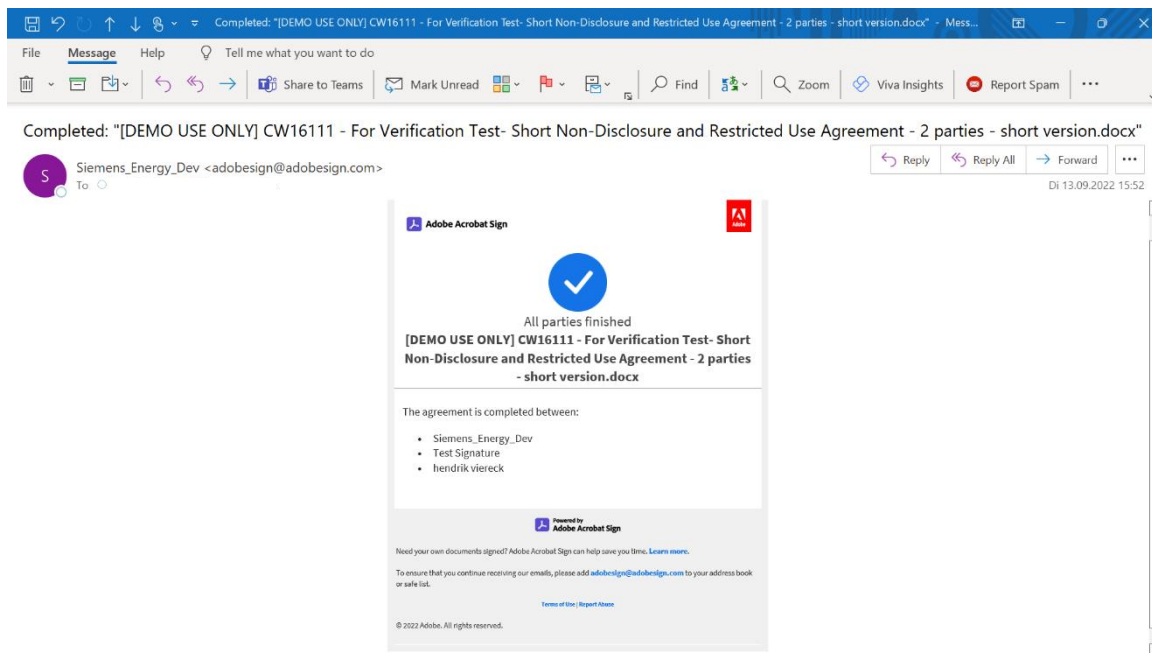 Completed: "[DEMO USE ONLY] CW16111 - For Verification Test- Short Non-Disclosure and Restricted Use Agreement - 2 parties - short version.docx" - Mess...
File Message Help Tell me what you want to do
Share to Teams Mark Unread Find Zoom Viva Insights Report Spam
Completed: "[DEMO USE ONLY] CW16111 - For Verification Test- Short Non-Disclosure and Restricted Use Agreement - 2 parties - short version.docx"
S
Siemens_Energy_Dev <adobesign@adobesign.com>
To
Reply Reply All Forward
Di 13.09.2022 15:52
Adobe Acrobat Sign
Adobe
All parties finished
[DEMO USE ONLY] CW16111 - For Verification Test- Short
Non-Disclosure and Restricted Use Agreement - 2 parties
- short version.docx
The agreement is completed between:
• Siemens_Energy_Dev
• Test Signature
• hendrik viereck
Powered by
Adobe Acrobat Sign
Need your own documents signed? Adobe Acrobat Sign can help save you time. Learn more.
To ensure that you continue receiving our emails, please add adobesign@adobesign.com to your address book
or safe list.
Terms of Use | Report Abuse
© 2022 Adobe. All rights reserved.